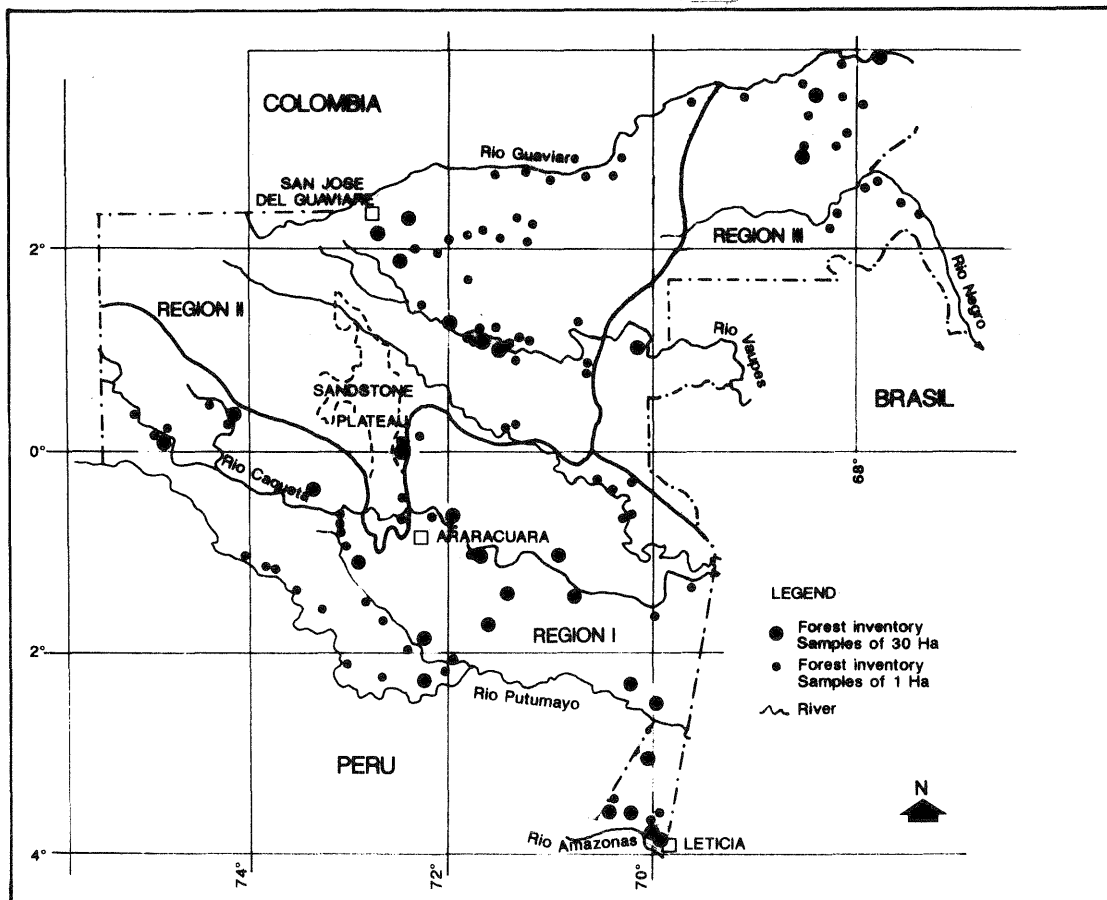 COLOMBIA
Rio Guaviare
SAN JOSE
DEL GUAVIARE
REGION III
2°
REGION II
Rio Negro
Rio Vaupes
SANDSTONE
PLATEAU
BRASIL
0°
Rio Caqueta
68°
ARARACUARA
LEGEND
Forest inventory
Samples of 30 Ha
Forest inventory
Samples of 1 Ha
River
REGION I
2°
Rio Putumayo
PERU
N
Rio Amazonas
LETICIA
4°
74°
72°
70°